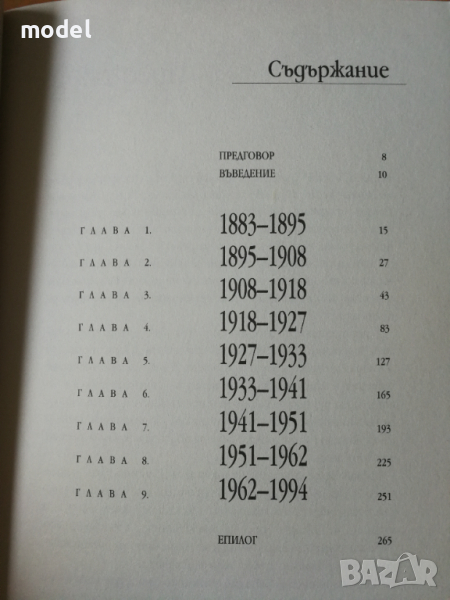 model
Съдържание
ПРЕДГОВОР 8
ВЪВЕДЕНИЕ 10
ГЛАВА 1. 1883–1895 15
ГЛАВА 2. 1895–1908 27
ГЛАВА 3. 1908–1918 43
ГЛАВА 4. 1918–1927 83
ГЛАВА 5. 1927–1933 127
ГЛАВА 6. 1933–1941 165
ГЛАВА 7. 1941–1951 193
ГЛАВА 8. 1951–1962 225
ГЛАВА 9. 1962–1994 251
ЕПИЛОГ 265
BAZAR